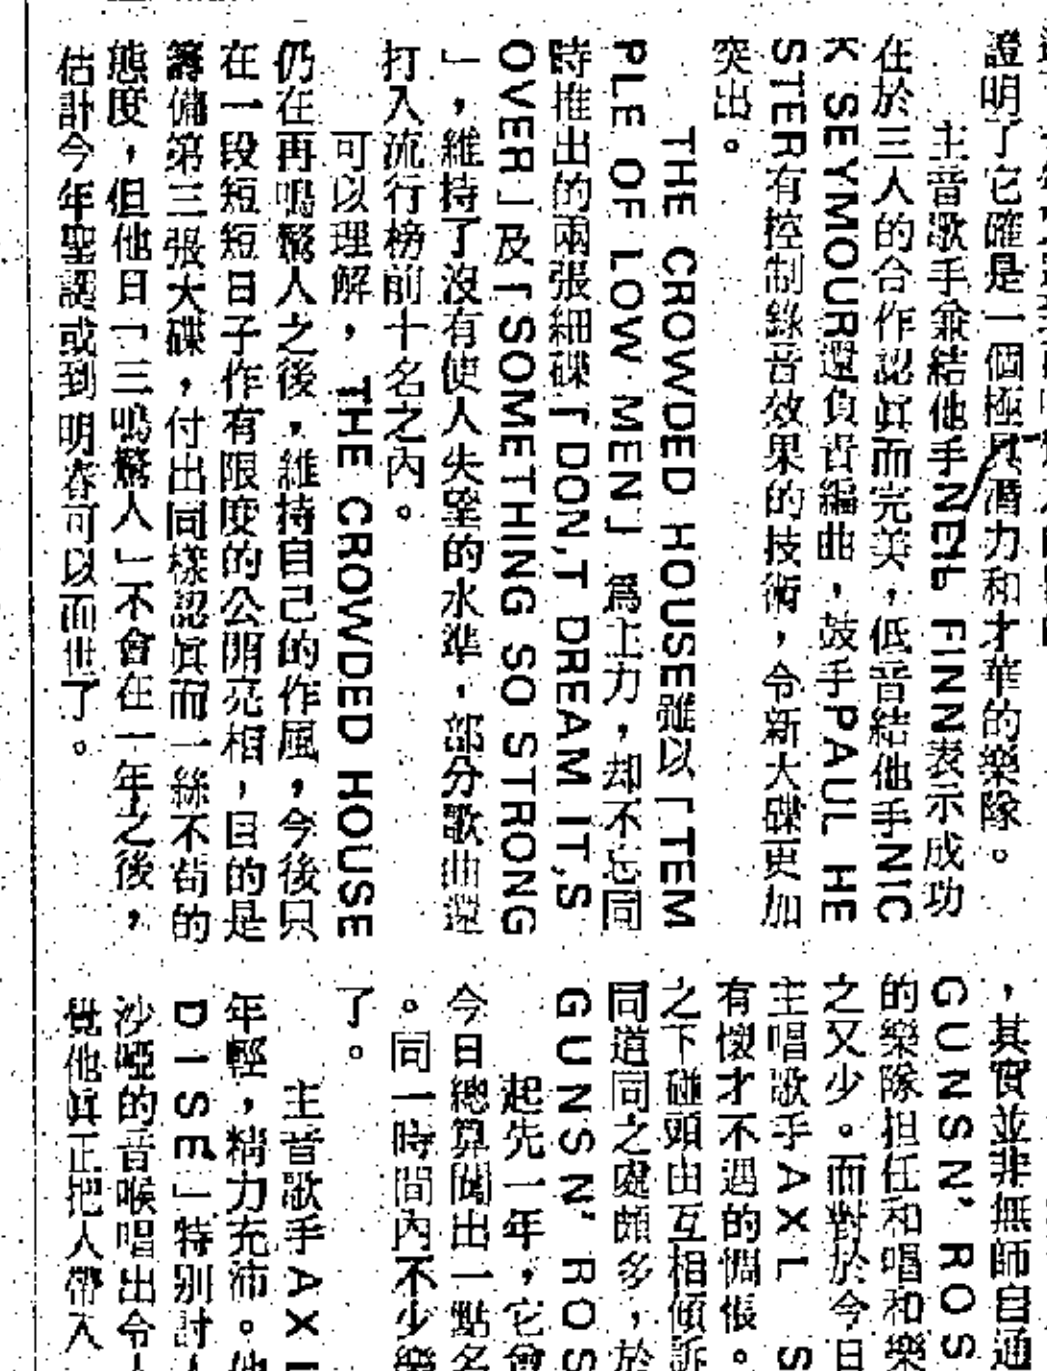 證明了它確是一個極具潛力和才華的樂隊。
主音歌手兼結他手NEIL FINN表示成功
在於三人的合作認眞而完美,低音結他手NIC
K SEYMOUR還負責編曲,鼓手PAUL HE
STER有控制錄音效果的技術,令新大碟更加
突出。
THE CROWDED HOUSE雖以「TEM
PLE OF LOW MEN」爲主力,却不忘同
時推出的兩張細碟「DON,T DREAM IT,S
OVER」及「SOMETHING SO STRONG
」,維持了沒有使人失望的水準,部分歌曲還
打入流行榜前十名之內。
可以理解,THE CROWDED HOUSE
仍在再鳴驚人之後,維持自己的作風,今後只
在一段短短日子作有限度的公開亮相,目的是
籌備第三張大碟,付出同樣認眞而一絲不苟的
態度,但他日「三鳴驚人」不會在一年之後,
估計今年聖誕或到明春可以面世了。
,其實並非無師自通
GUNSN' ROS
的樂隊担任和唱和樂
之又少。而對於今日
主唱歌手AXL S
有懷才不遇的惆悵。
之下碰頭由互相傾訴
同道同之處頗多,於
GUNSN' ROS
起先一年,它曾
今日總算闖出一點名
。同一時間內不少樂
了。
主音歌手AXL
年輕,精力充沛。他
DISE」特別討人
沙啞的音喉唱出令人
覺他眞正把人帶入